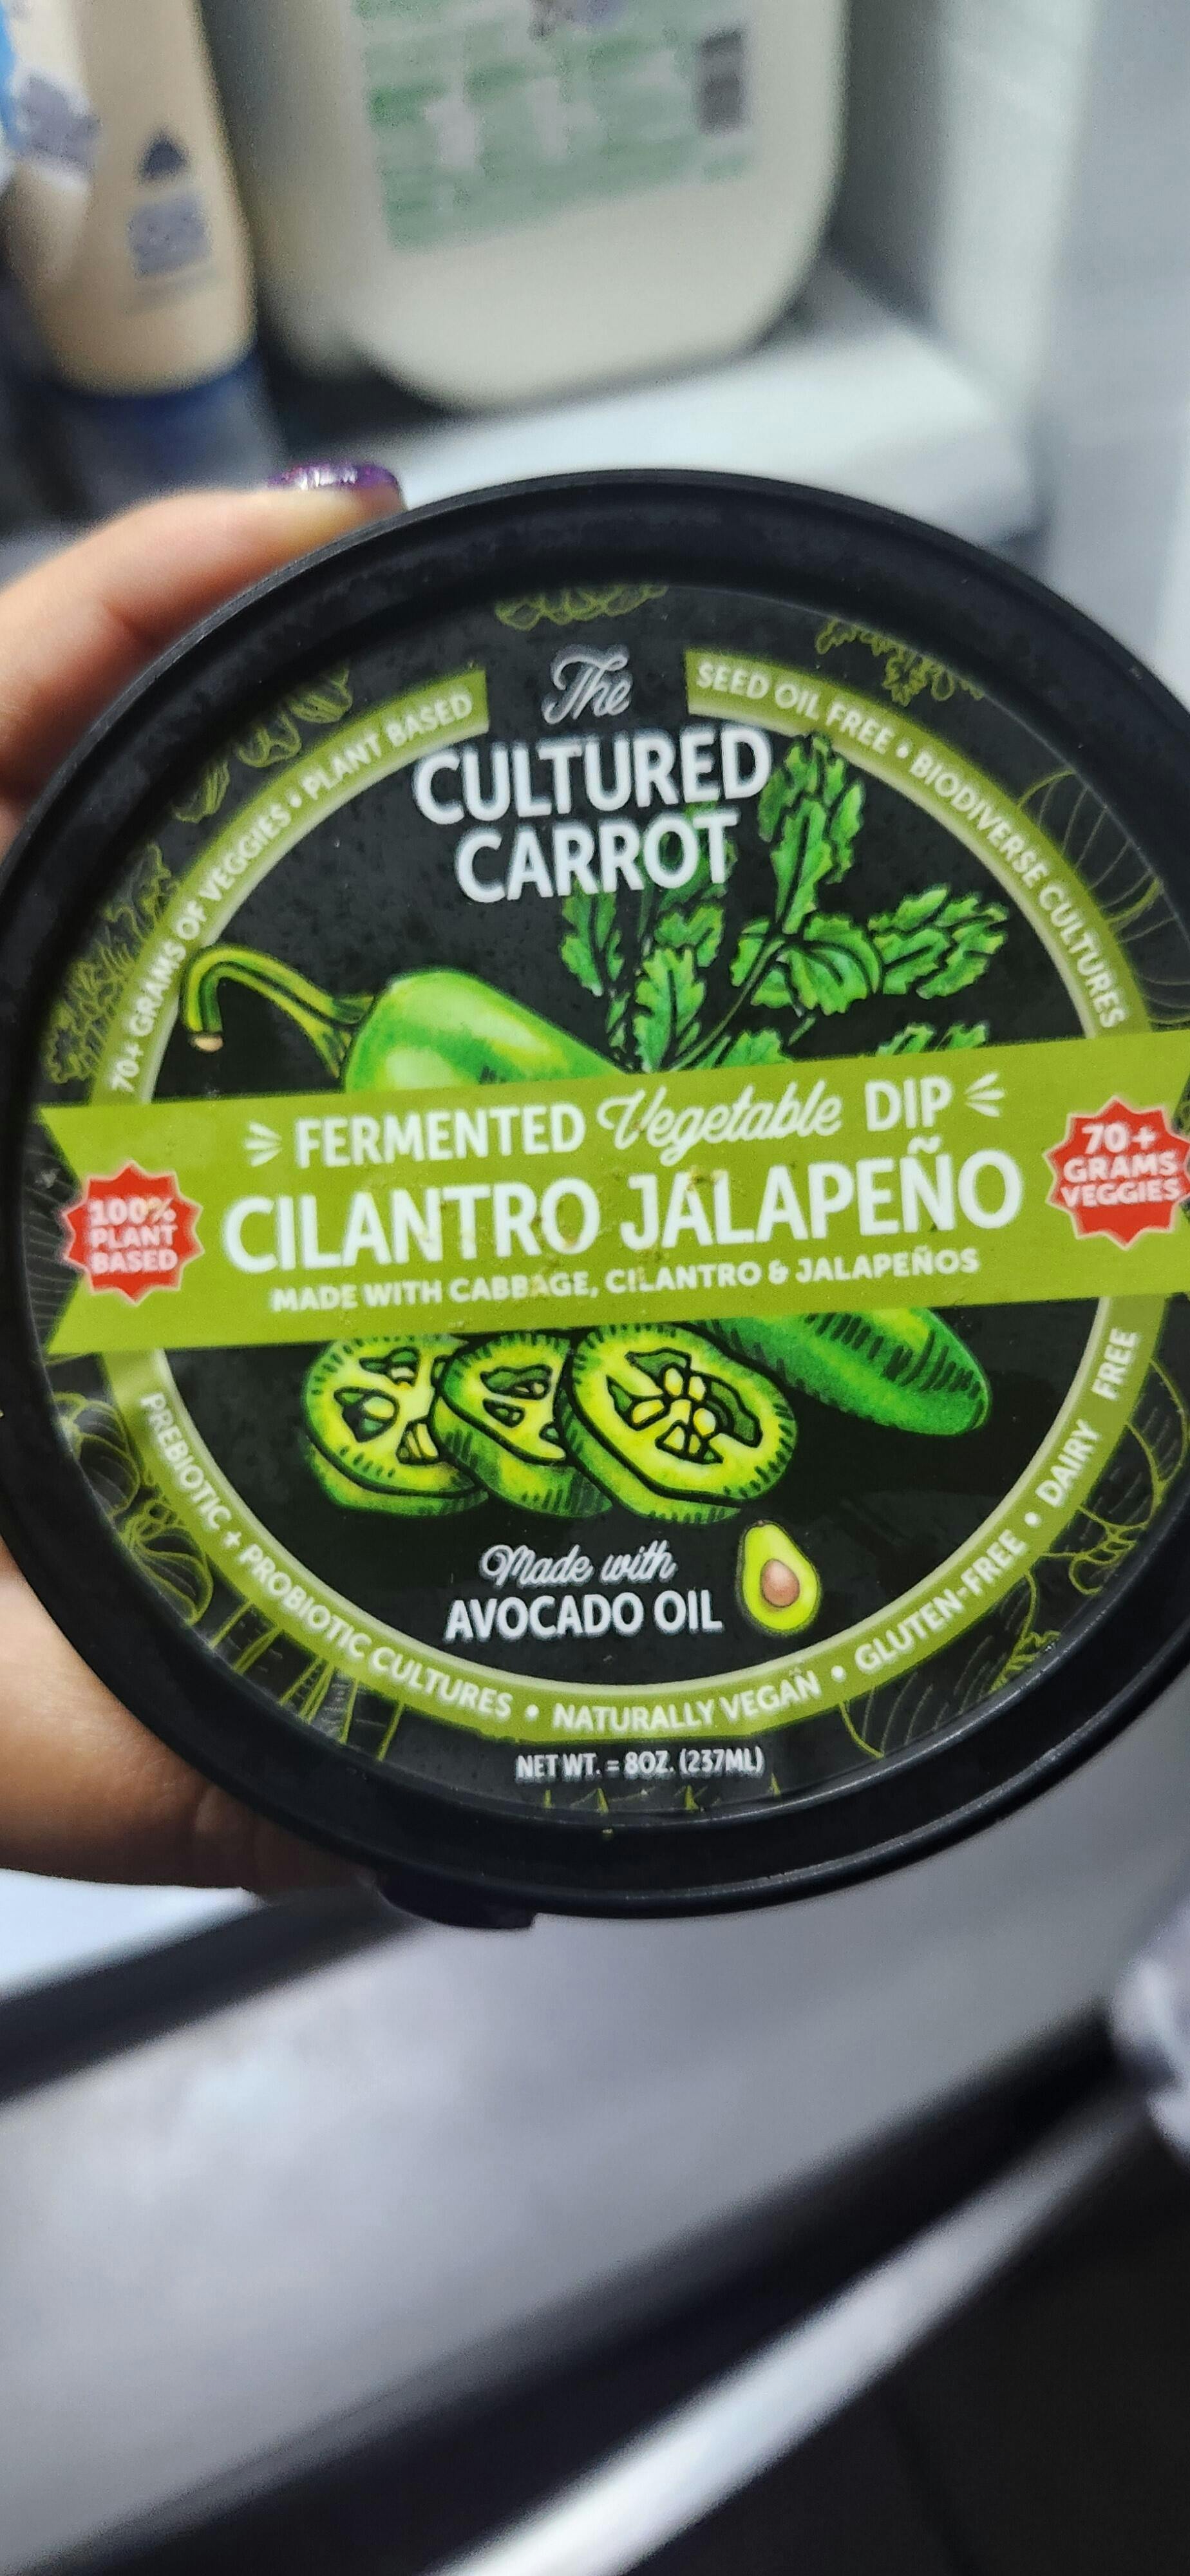 The
CULTURED
CARROT
70+ GRAMS OF VEGGIES • PLANT BASED
SEED OIL FREE • BIODIVERSE CULTURES
FERMENTED Vegetable DIP
CILANTRO JALAPEÑO
MADE WITH CABBAGE, CILANTRO & JALAPEÑOS
100%
PLANT
BASED
70+
GRAMS
VEGGIES
Made with
AVOCADO OIL
PREBIOTIC + PROBIOTIC CULTURES • NATURALLY VEGAN • GLUTEN-FREE • DAIRY FREE
NET WT. = 8OZ. (237ML)